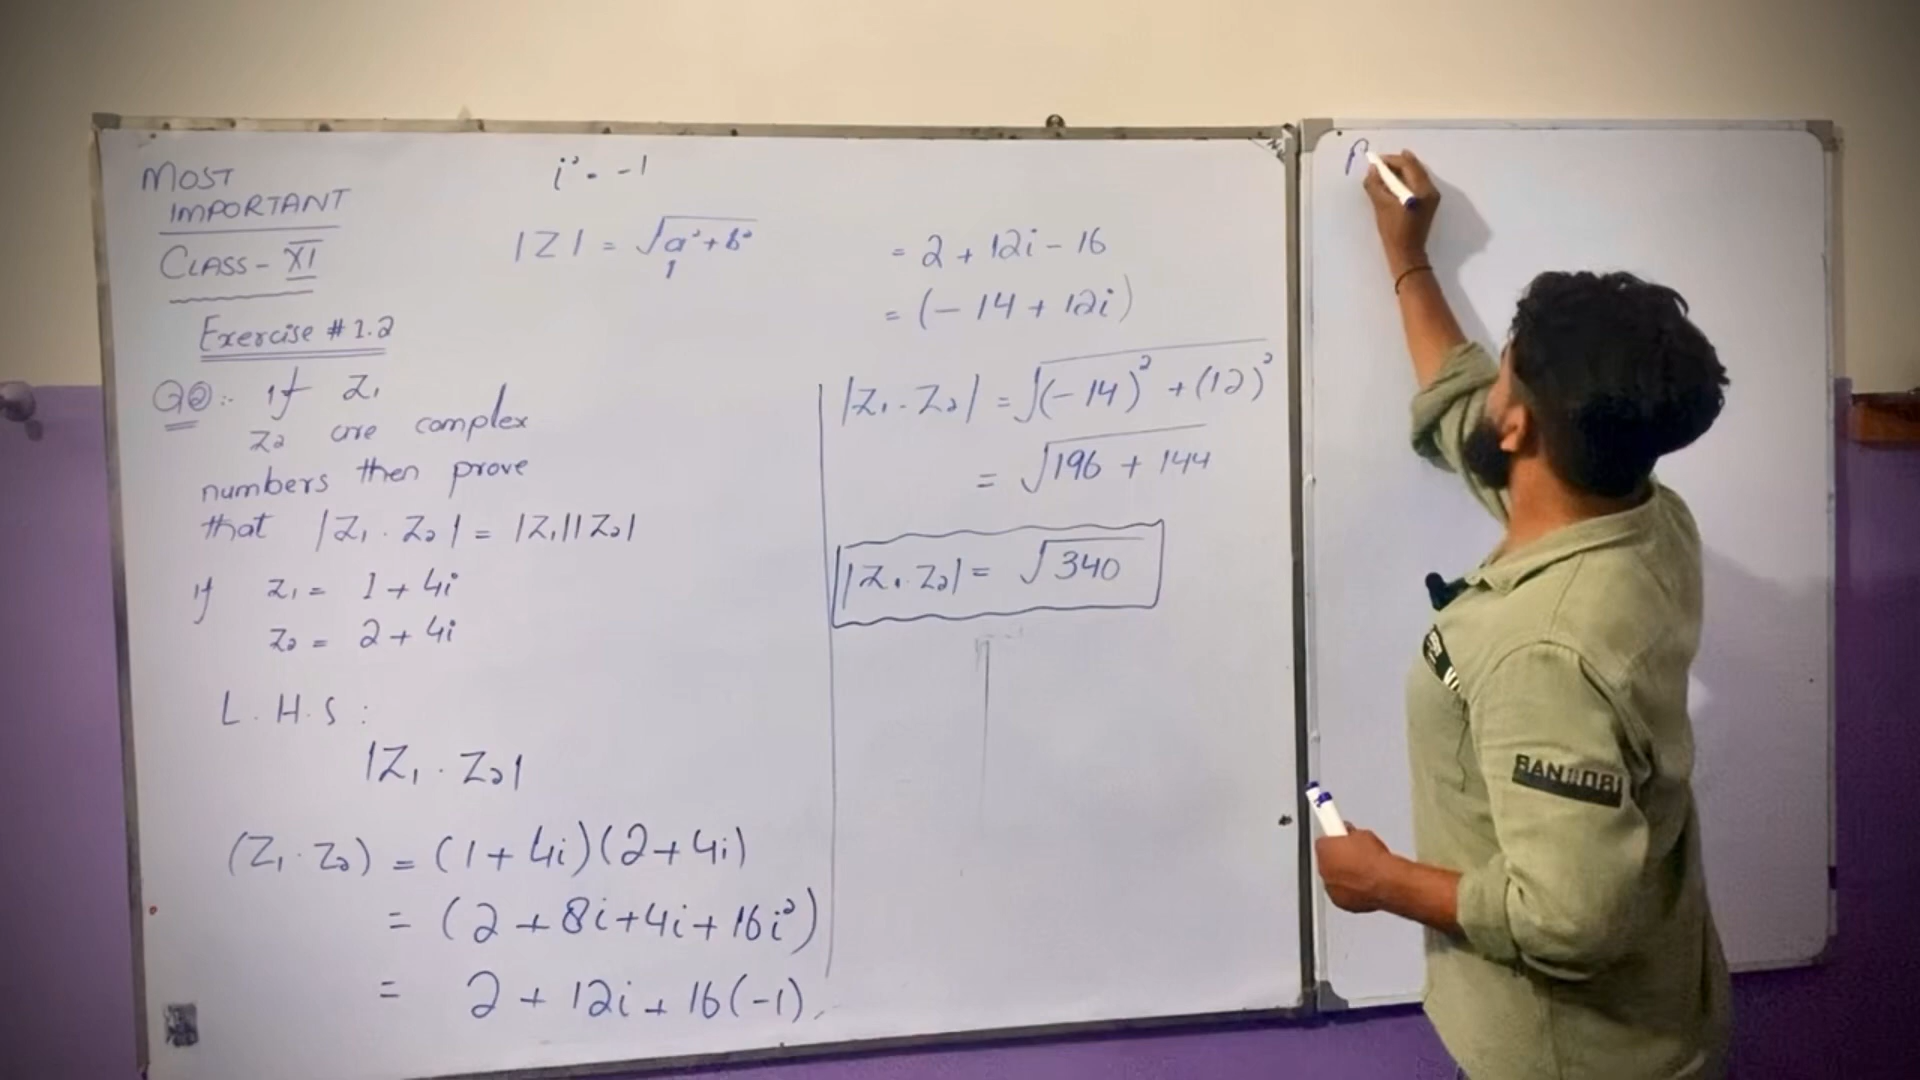 MOST
IMPORTANT
CLASS - XI
Exercise # 1.2
Q2:- if Z₁
Z₂ are complex
numbers then prove
that |Z₁ . Z₂| = |Z₁||Z₂|
if Z₁ = 1 + 4i
Z₂ = 2 + 4i
L.H.S :
|Z₁ . Z₂|
(Z₁ . Z₂) = (1 + 4i)(2 + 4i)
= (2 + 8i + 4i + 16i²)
= 2 + 12i + 16(-1)
i² = -1
|Z| = √a² + b²
= 2 + 12i - 16
= (-14 + 12i)
|Z₁ . Z₂| = √(-14)² + (12)²
= √196 + 144
|Z₁ . Z₂| = √340